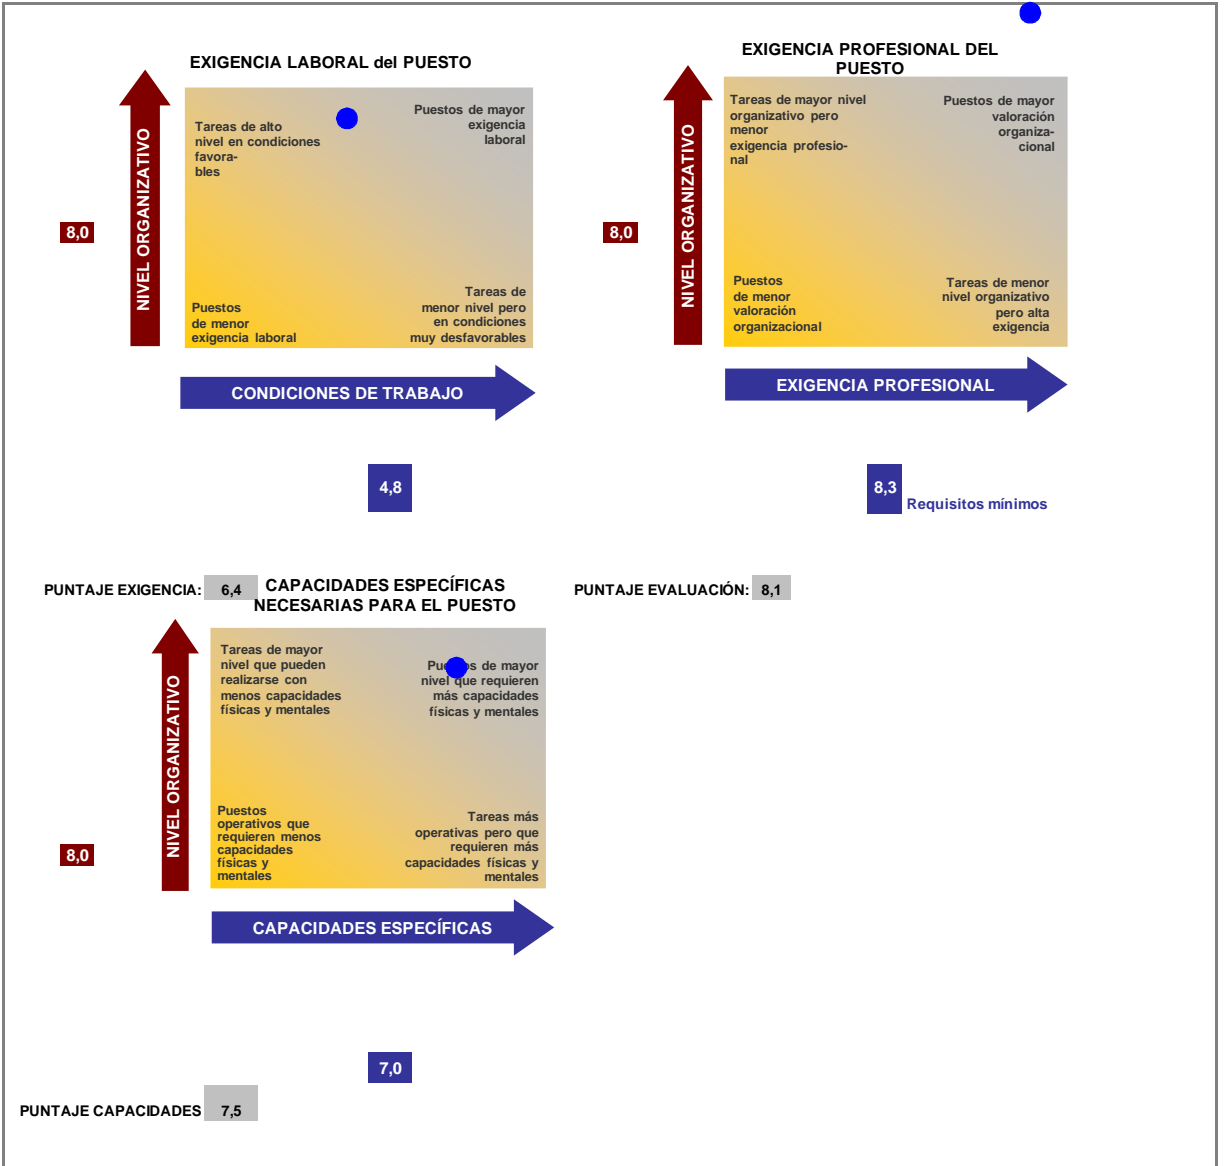 EXIGENCIA LABORAL del PUESTO
NIVEL ORGANIZATIVO
8,0
Tareas de alto
nivel en condiciones
favora-
bles
Puestos de mayor
exigencia
laboral
Puestos
de menor
exigencia laboral
Tareas de
menor nivel pero
en condiciones
muy desfavorables
CONDICIONES DE TRABAJO
4,8
EXIGENCIA PROFESIONAL DEL
PUESTO
NIVEL ORGANIZATIVO
8,0
Tareas de mayor nivel
organizativo pero
menor
exigencia profesio-
nal
Puestos de mayor
valoración
organiza-
cional
Puestos
de menor
valoración
organizacional
Tareas de menor
nivel organizativo
pero alta
exigencia
EXIGENCIA PROFESIONAL
8,3
Requisitos mínimos
PUNTAJE EXIGENCIA: 6,4
PUNTAJE EVALUACIÓN: 8,1
CAPACIDADES ESPECÍFICAS
NECESARIAS PARA EL PUESTO
NIVEL ORGANIZATIVO
8,0
Tareas de mayor
nivel que pueden
realizarse con
menos capacidades
físicas y mentales
Puestos de mayor
nivel que requieren
más capacidades
físicas y mentales
Puestos
operativos que
requieren menos
capacidades
físicas y
mentales
Tareas más
operativas pero que
requieren más
capacidades físicas y
mentales
CAPACIDADES ESPECÍFICAS
7,0
PUNTAJE CAPACIDADES 7,5